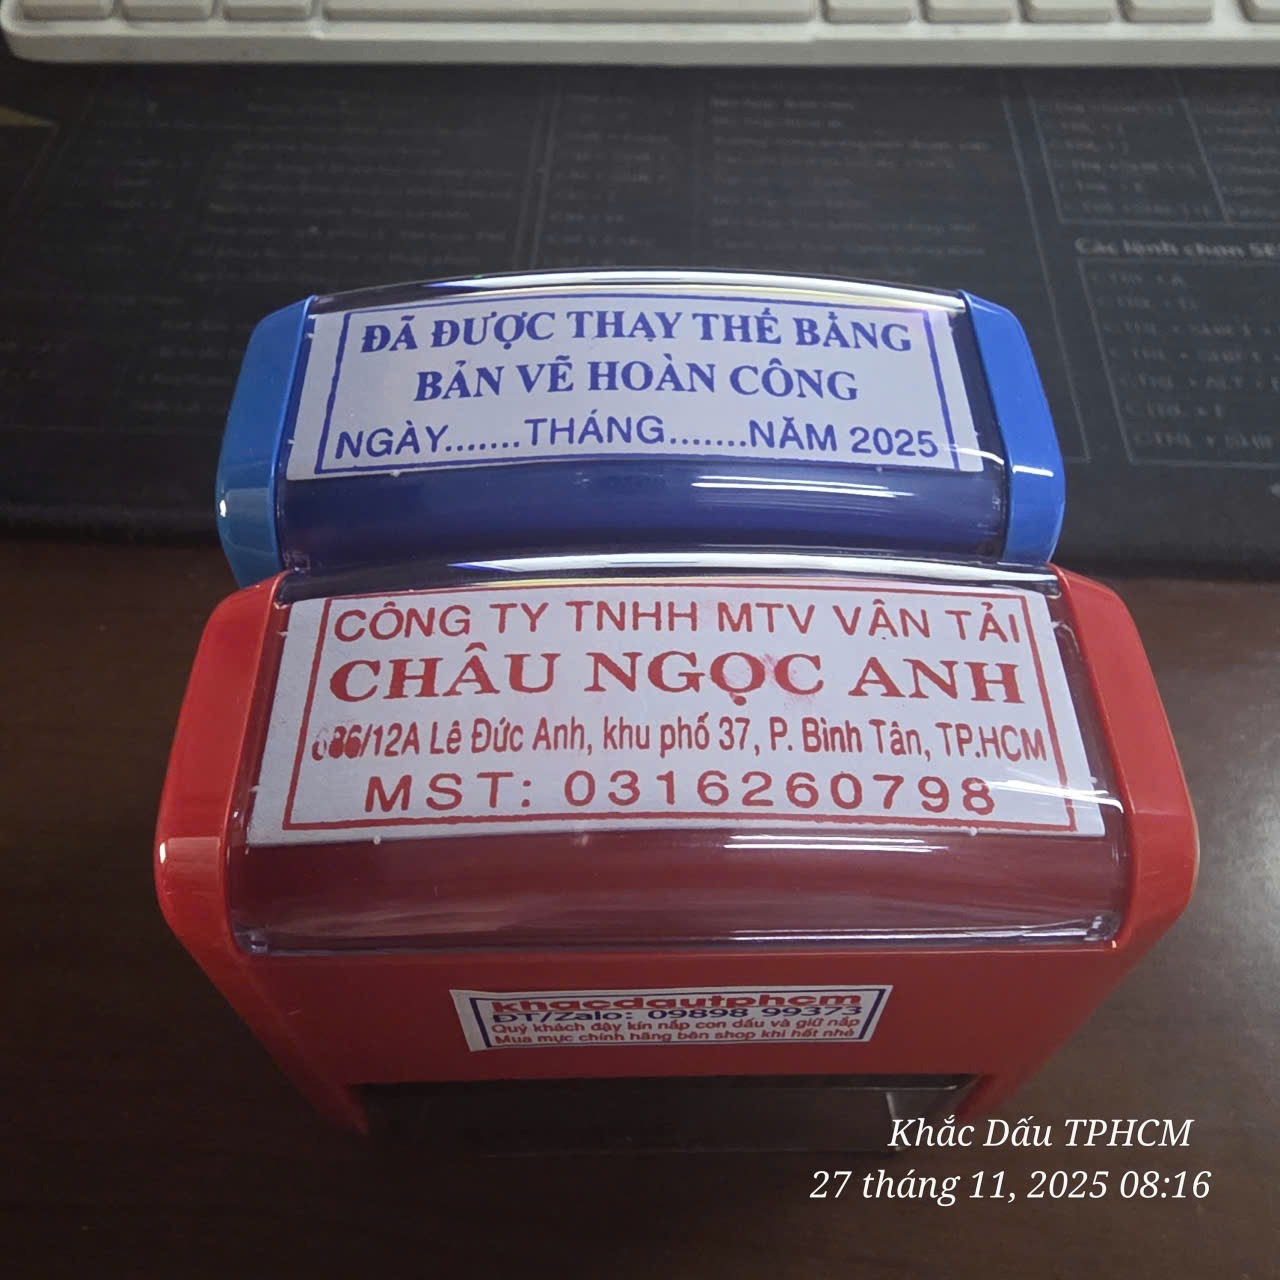 Các lệnh chọn
ĐÃ ĐƯỢC THAY THẾ BẰNG
BẢN VẼ HOÀN CÔNG
NGÀY.......THÁNG.......NĂM 2025
CÔNG TY TNHH MTV VẬN TẢI
CHÂU NGỌC ANH
Lê Đức Anh, khu phố 37, P. Bình Tân, TP.HCM
MST: 0316260798
khacdautphcm
ĐT/Zalo: 09898 99373
Quý khách đậy kín nắp con dấu và giữ nắp
Mua mực chính hãng bên shop khi hết nhé
Khắc Dấu TPHCM
27 tháng 11, 2025 08:16